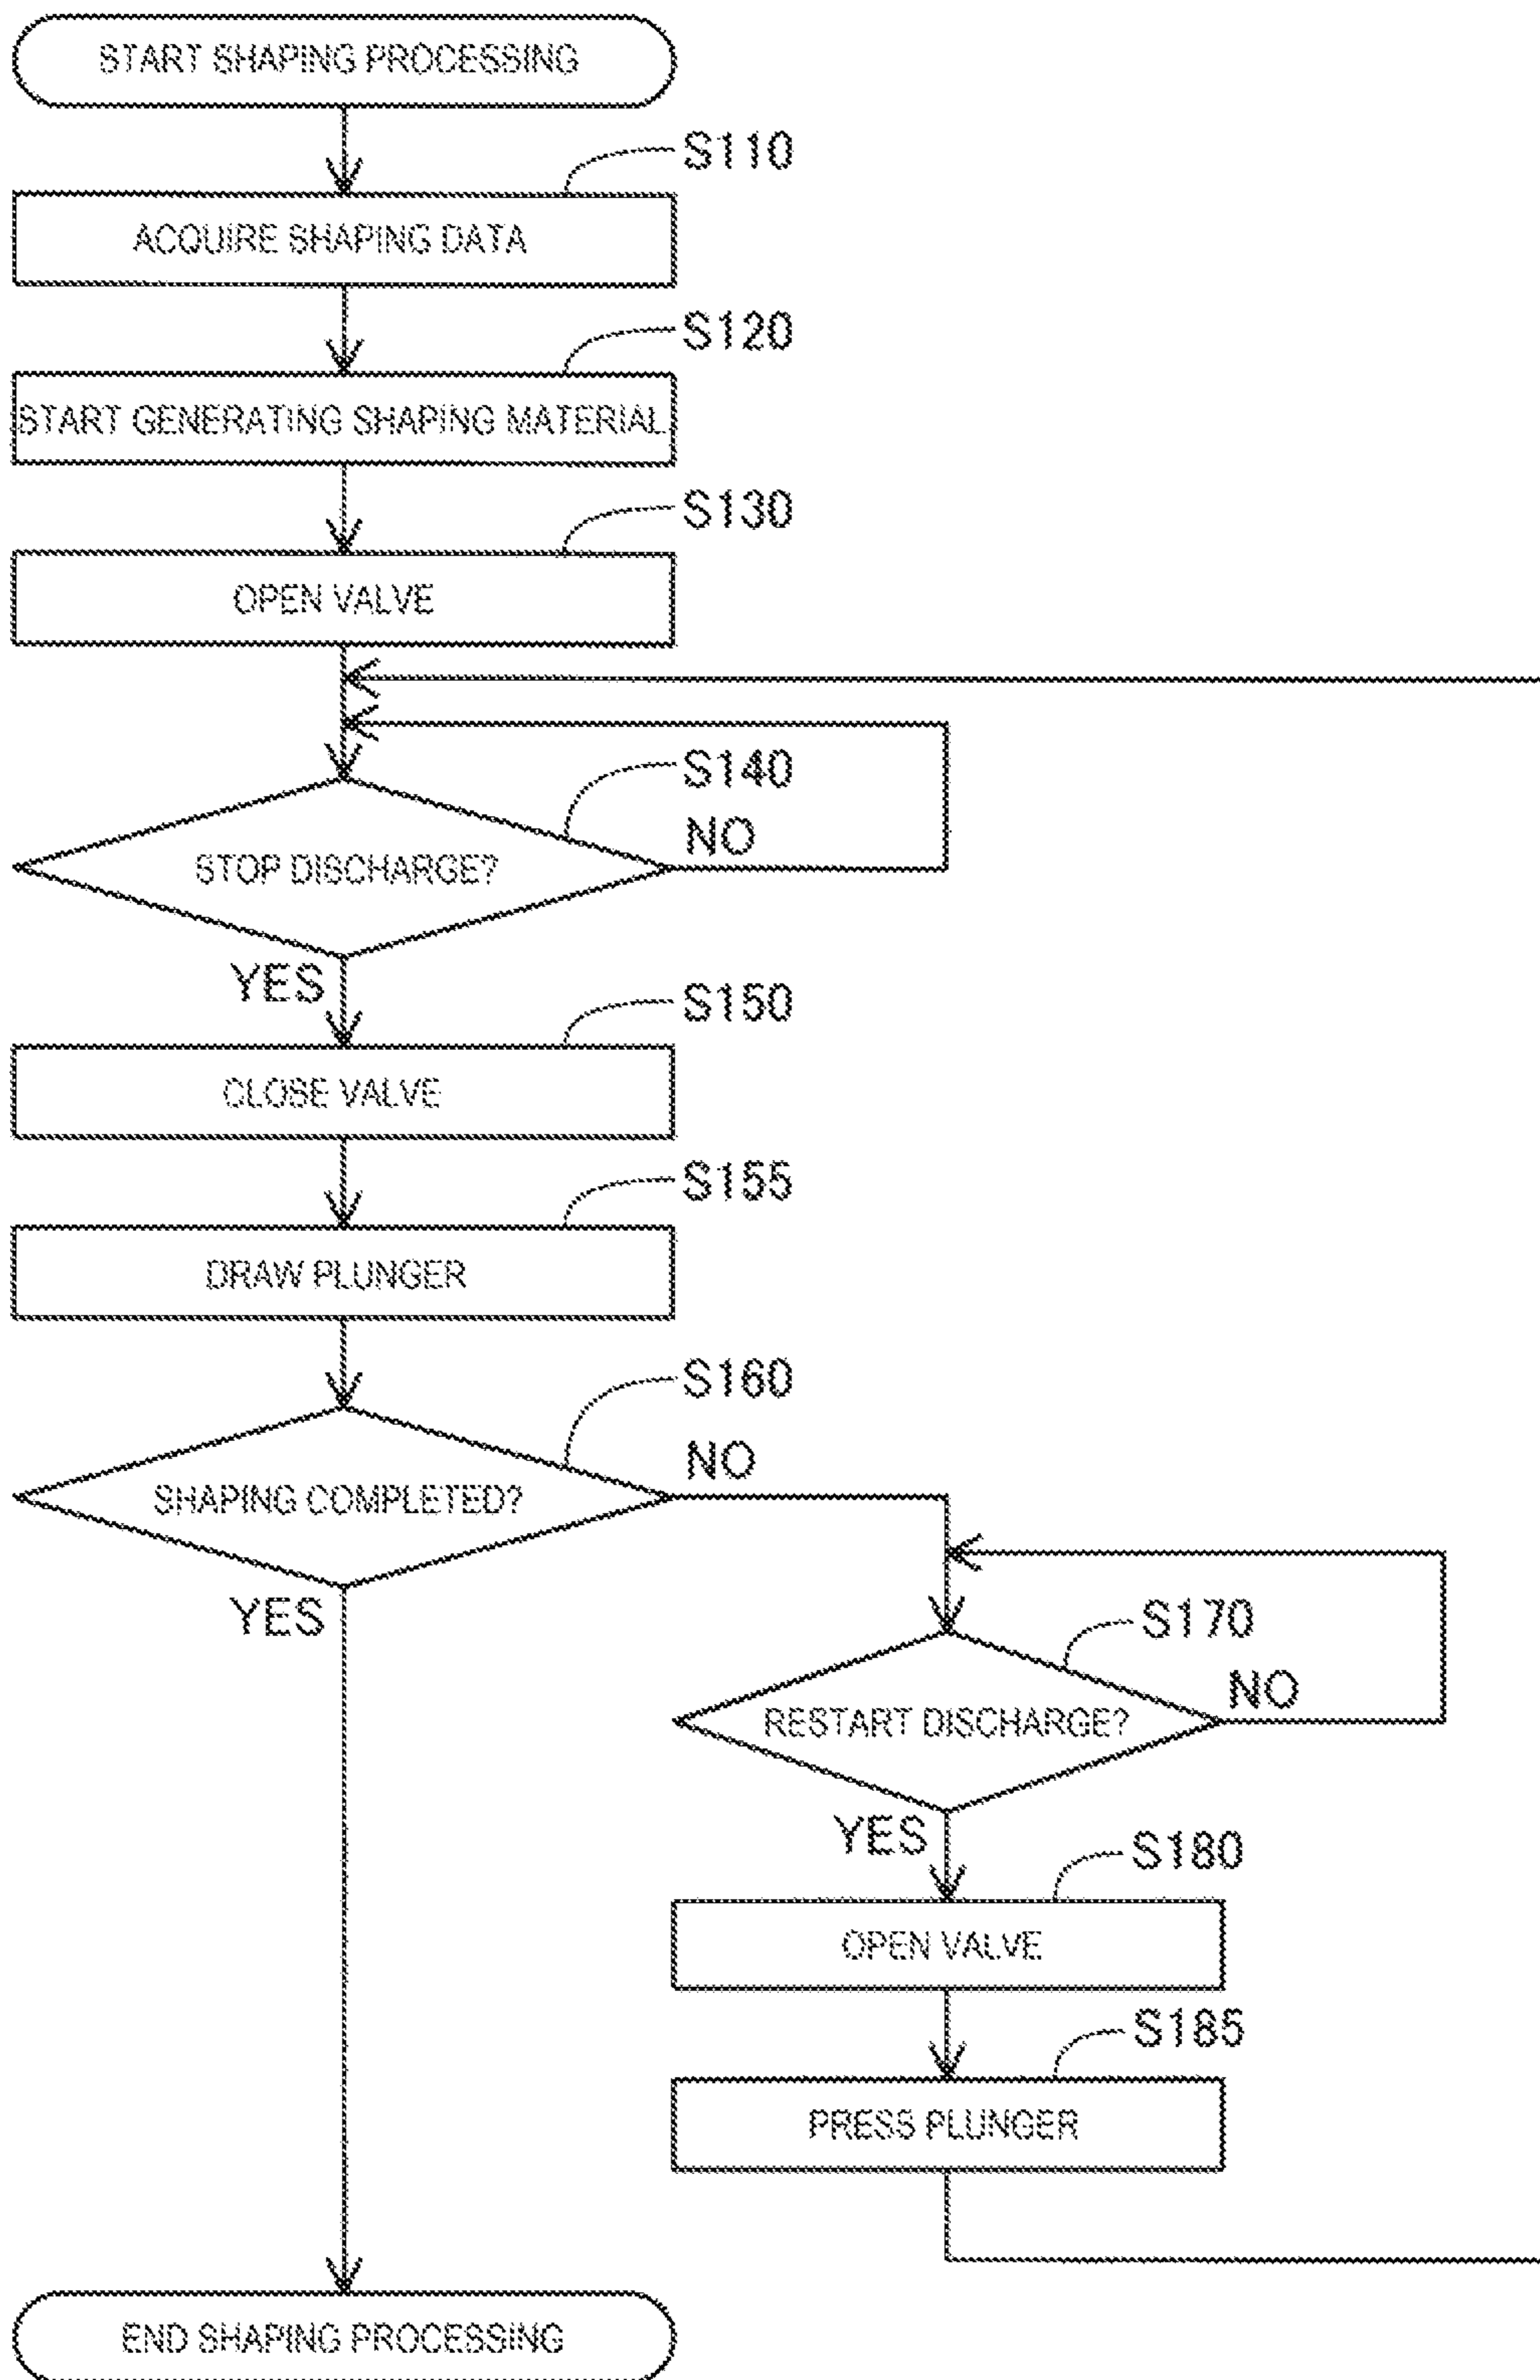 START SHAPING PROCESSING
S110
ACQUIRE SHAPING DATA
S120
START GENERATING SHAPING MATERIAL
S130
OPEN VALVE
S140
NO
STOP DISCHARGE?
YES
S150
CLOSE VALVE
S155
DRAW PLUNGER
S160
NO
SHAPING COMPLETED?
YES
S170
NO
RESTART DISCHARGE?
YES
S180
OPEN VALVE
S185
PRESS PLUNGER
END SHAPING PROCESSING